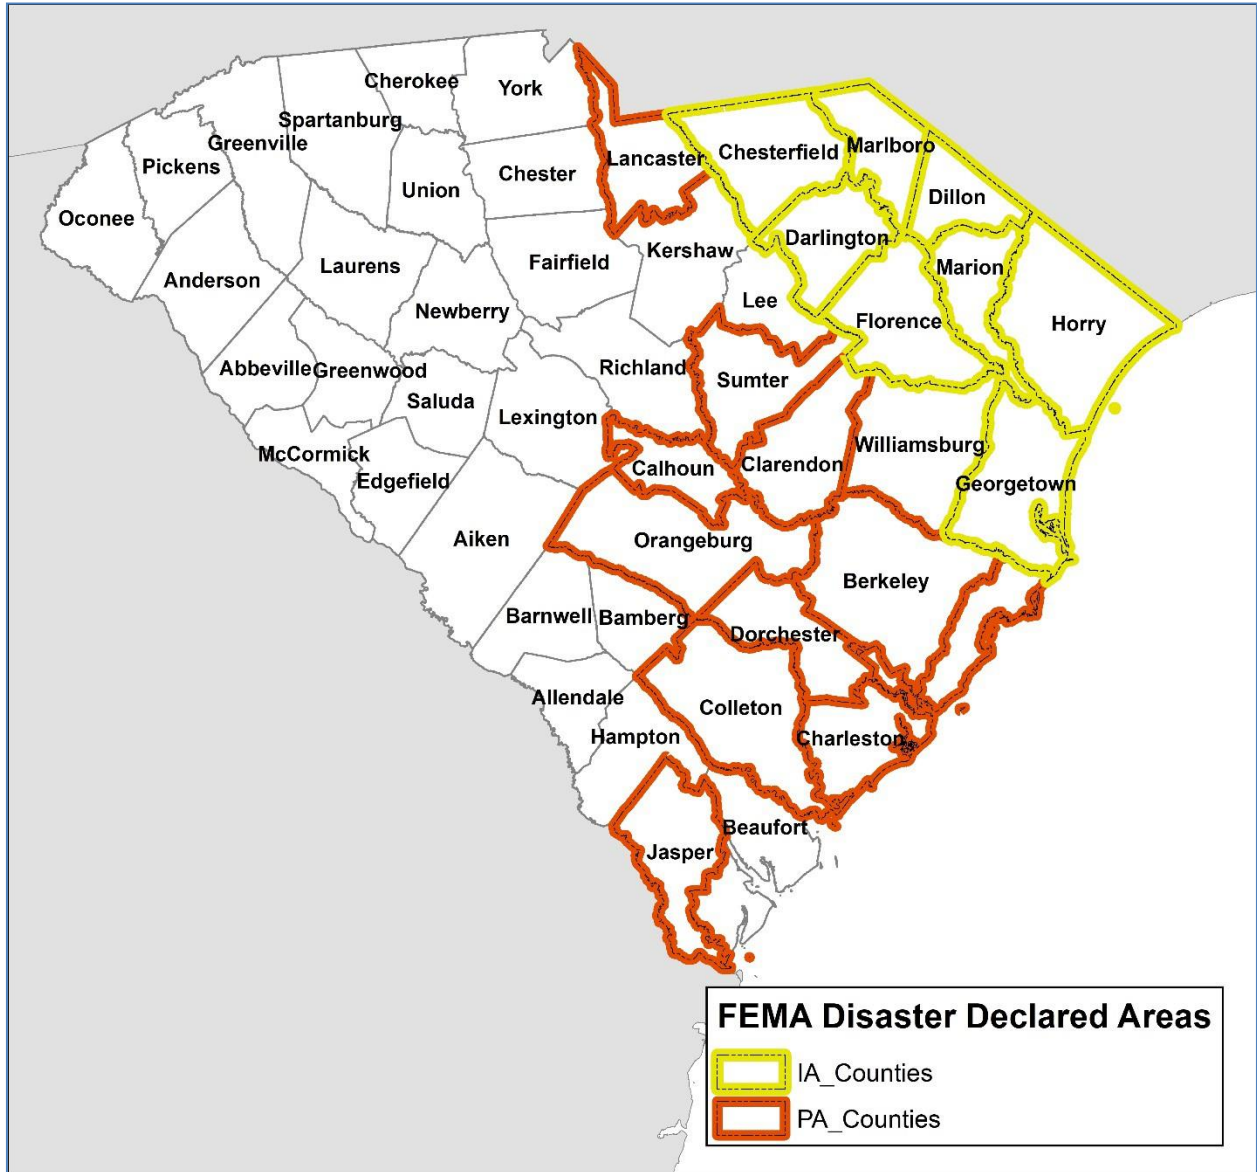 Cherokee
York
Spartanburg
Greenville
Pickens
Oconee
Union
Chester
Lancaster
Chesterfield
Marlboro
Dillon
Anderson
Laurens
Fairfield
Kershaw
Darlington
Marion
Newberry
Lee
Florence
Horry
Abbeville
Greenwood
Richland
Sumter
Saluda
Lexington
McCormick
Edgefield
Calhoun
Clarendon
Williamsburg
Georgetown
Aiken
Orangeburg
Berkeley
Barnwell
Bamberg
Dorchester
Allendale
Colleton
Hampton
Charleston
Beaufort
Jasper
FEMA Disaster Declared Areas
IA_Counties
PA_Counties